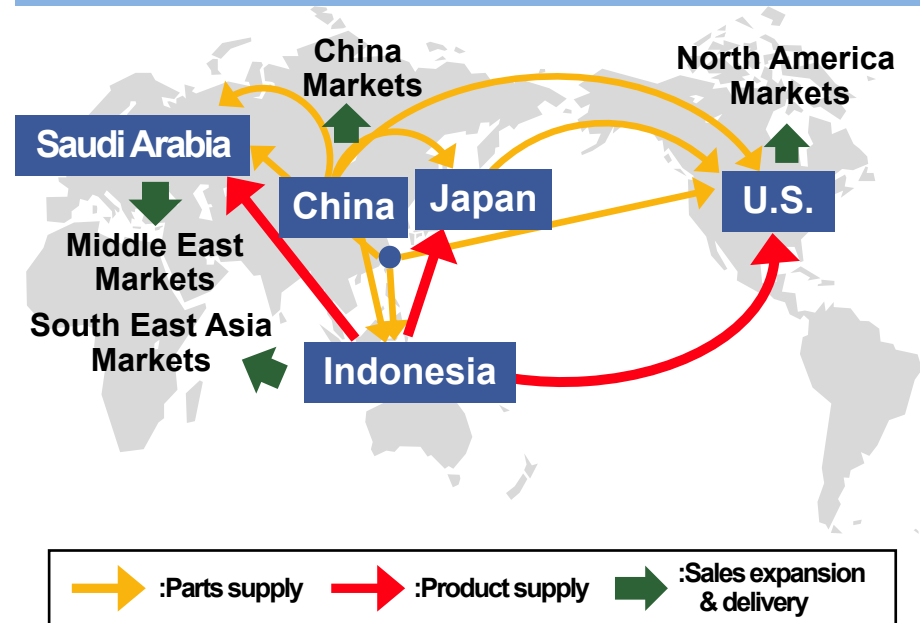 China
Markets
North America
Markets
Saudi Arabia
China
Japan
U.S.
Middle East
Markets
South East Asia
Markets
Indonesia
:Parts supply
:Product supply
:Sales expansion
& delivery